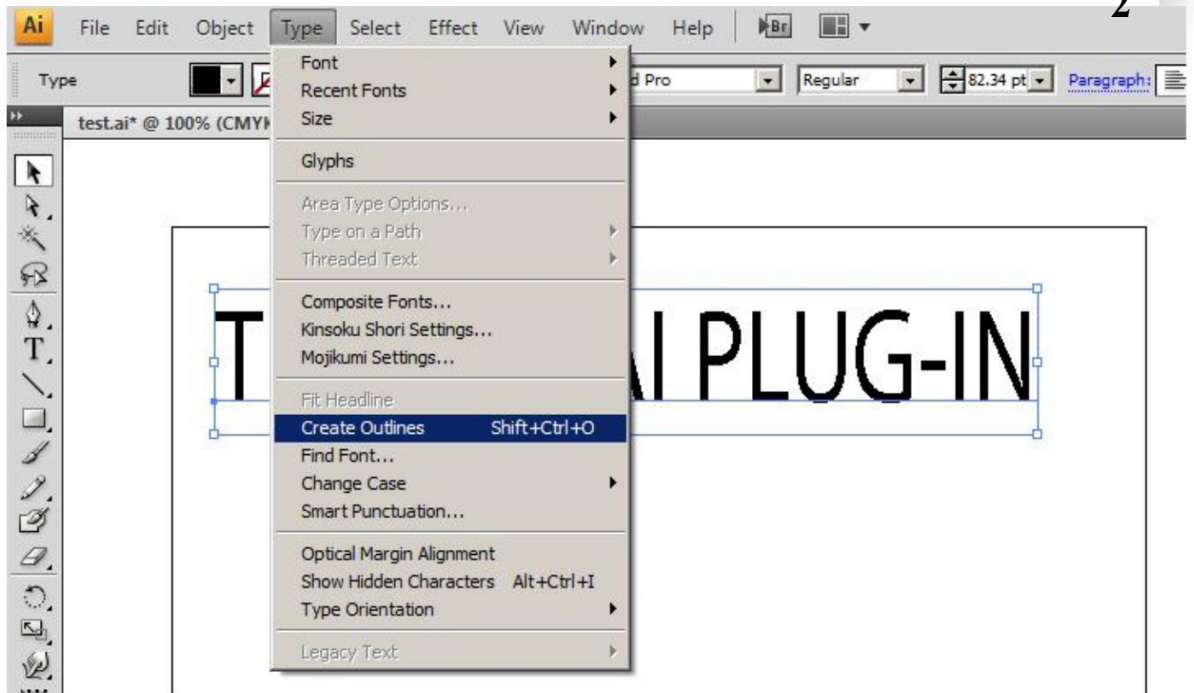 2
Ai File Edit Object Type Select Effect View Window Help Br
Type d Pro Regular 82.34 pt Paragraph:
test.ai* @ 100% (CMYK
Font
Recent Fonts
Size
Glyphs
Area Type Options...
Type on a Path
Threaded Text
Composite Fonts...
Kinsoku Shori Settings...
Mojikumi Settings...
T AI PLUG-IN
Fit Headline
Create Outlines Shift+Ctrl+O
Find Font...
Change Case
Smart Punctuation...
Optical Margin Alignment
Show Hidden Characters Alt+Ctrl+I
Type Orientation
Legacy Text